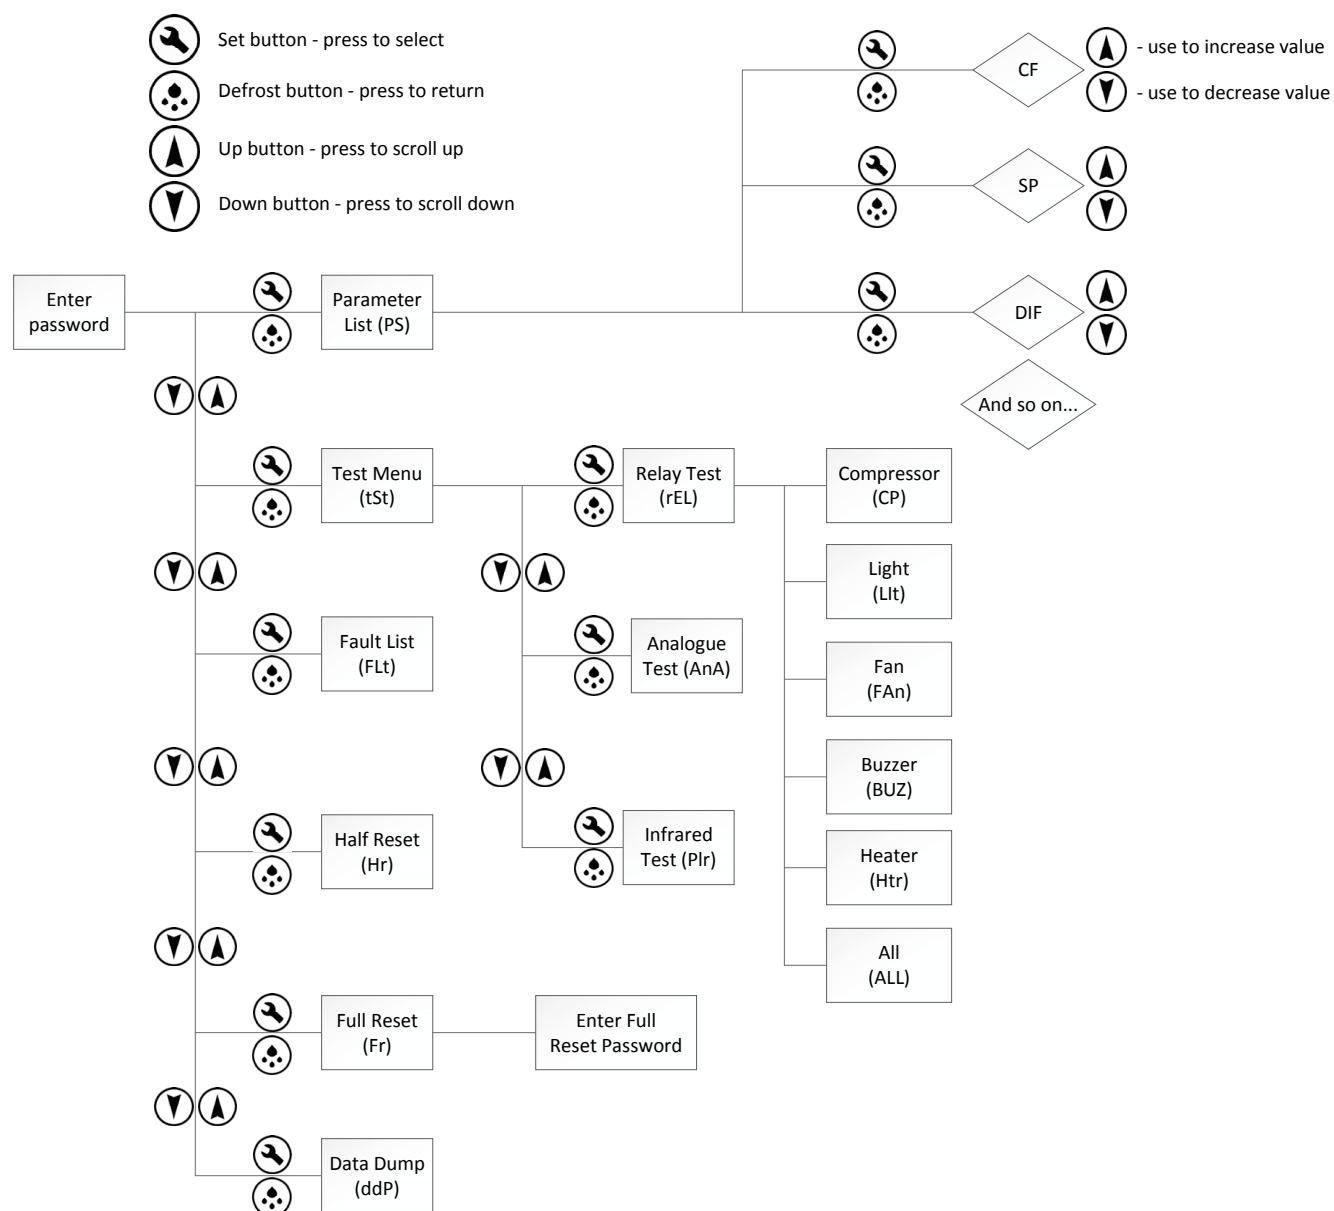 Set button - press to select
Defrost button - press to return
Up button - press to scroll up
Down button - press to scroll down
CF
- use to increase value
- use to decrease value
SP
Enter
password
Parameter
List (PS)
DIF
And so on...
Test Menu
(tSt)
Relay Test
(rEL)
Compressor
(CP)
Light
(LIt)
Fault List
(FLt)
Analogue
Test (AnA)
Fan
(FAn)
Buzzer
(BUZ)
Half Reset
(Hr)
Infrared
Test (PIr)
Heater
(Htr)
All
(ALL)
Full Reset
(Fr)
Enter Full
Reset Password
Data Dump
(ddP)